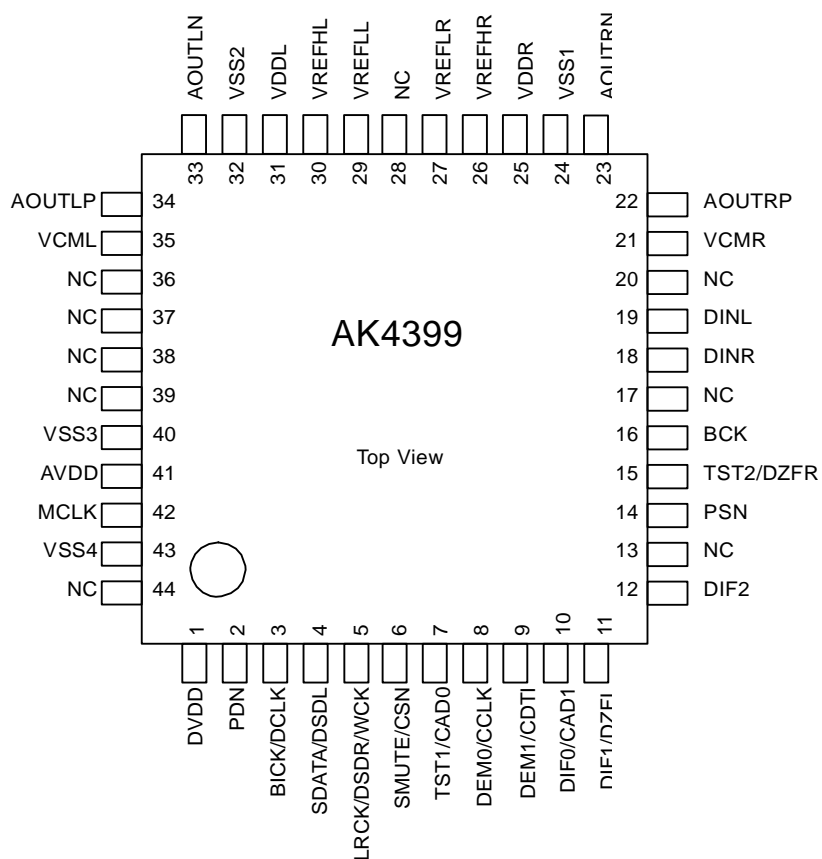 AOUTLN
VSS2
VDDL
VREFHL
VREFLL
NC
VREFLR
VREFHR
VDDR
VSS1
AOUTRN
33
32
31
30
29
28
27
26
25
24
23
AOUTLP 34
VCML 35
NC 36
NC 37
NC 38
NC 39
VSS3 40
AVDD 41
MCLK 42
VSS4 43
NC 44
AK4399
Top View
22 AOUTRP
21 VCMR
20 NC
19 DINL
18 DINR
17 NC
16 BCK
15 TST2/DZFR
14 PSN
13 NC
12 DIF2
1
2
3
4
5
6
7
8
9
10
11
DVDD
PDN
BICK/DCLK
SDATA/DSDL
LRCK/DSDR/WCK
SMUTE/CSN
TST1/CAD0
DEM0/CCLK
DEM1/CDTI
DIF0/CAD1
DIF1/DZFL